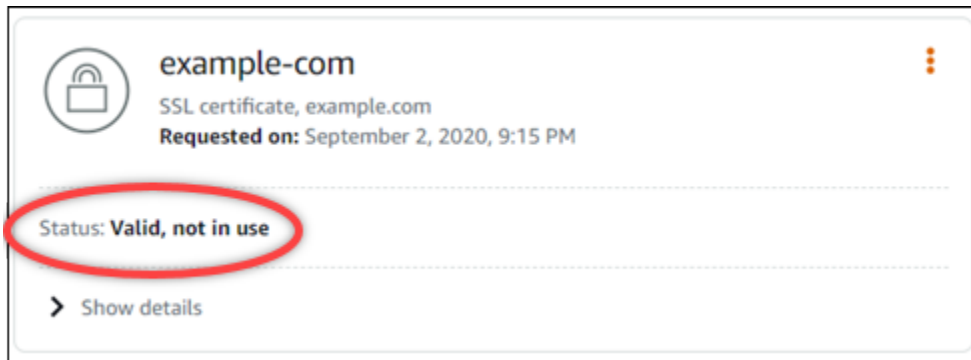 example-com
SSL certificate, example.com
Requested on: September 2, 2020, 9:15 PM
Status: Valid, not in use
Show details